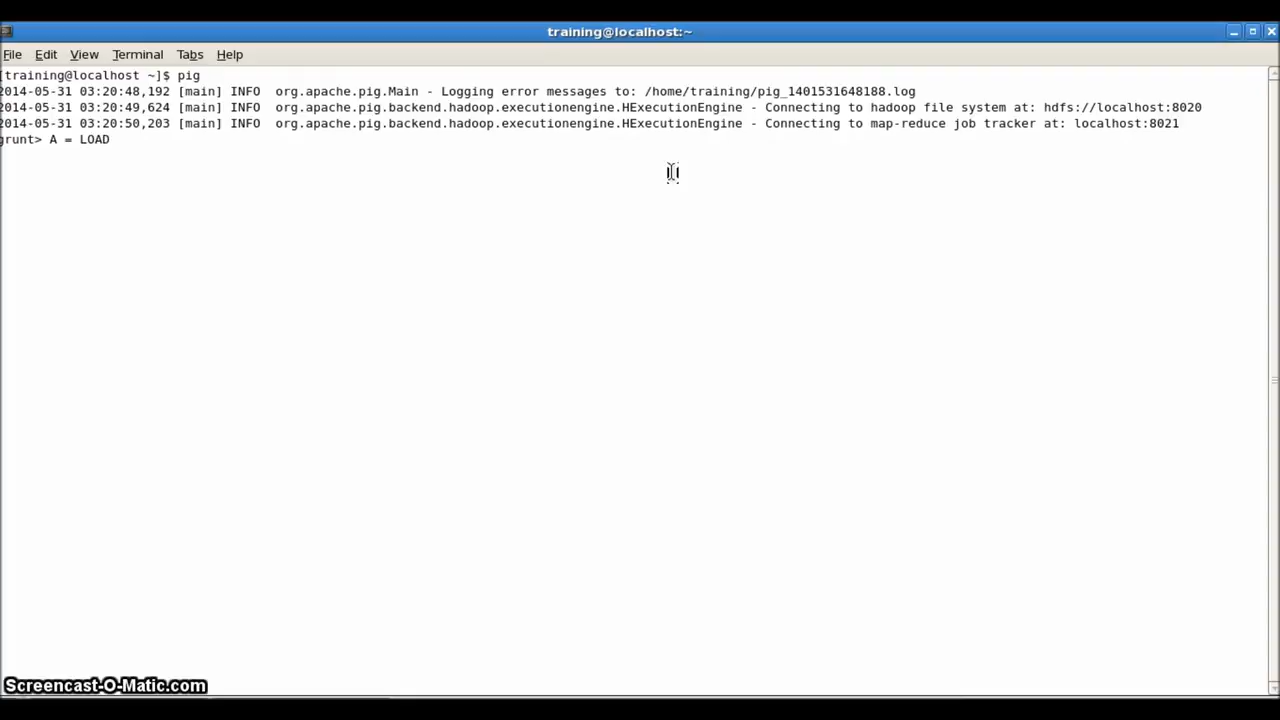 training@localhost:~
File Edit View Terminal Tabs Help
[training@localhost ~]$ pig
2014-05-31 03:20:48,192 [main] INFO  org.apache.pig.Main - Logging error messages to: /home/training/pig_1401531648188.log
2014-05-31 03:20:49,624 [main] INFO  org.apache.pig.backend.hadoop.executionengine.HExecutionEngine - Connecting to hadoop file system at: hdfs://localhost:8020
2014-05-31 03:20:50,203 [main] INFO  org.apache.pig.backend.hadoop.executionengine.HExecutionEngine - Connecting to map-reduce job tracker at: localhost:8021
grunt> A = LOAD
Screencast-O-Matic.com